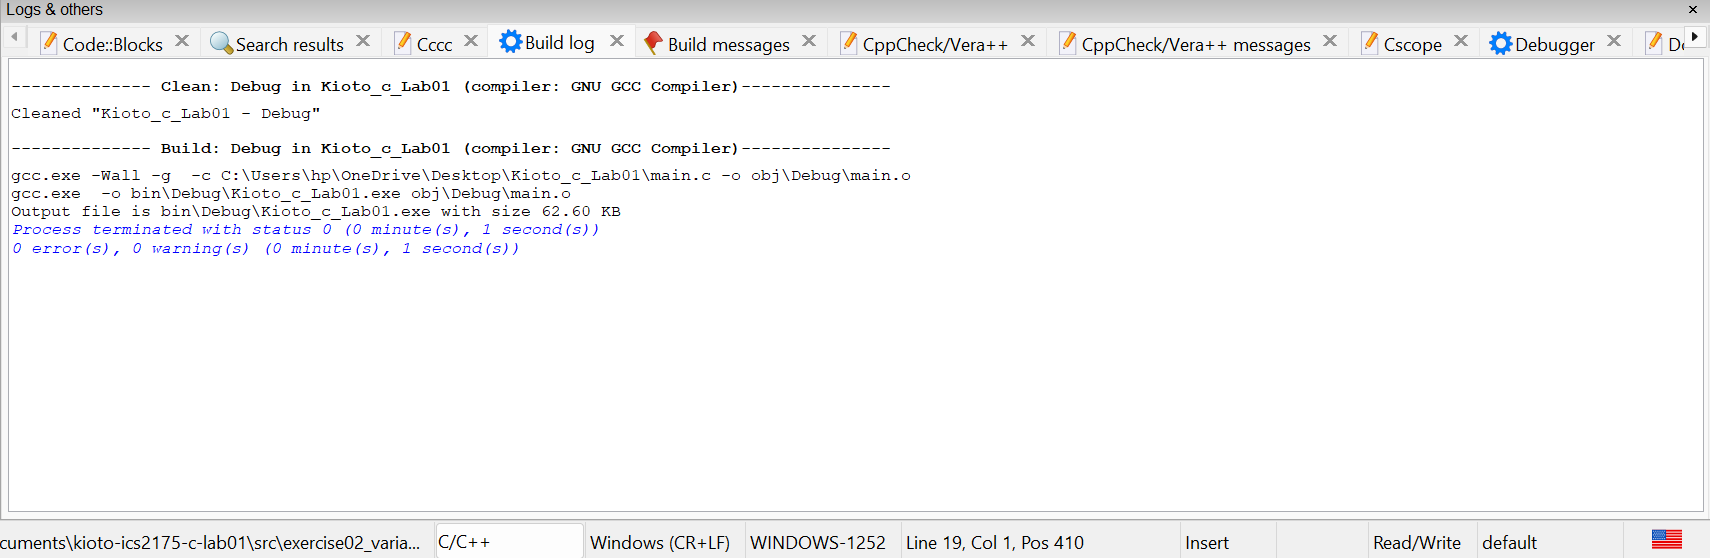 Logs & others
Code::Blocks Search results Cccc Build log Build messages CppCheck/Vera++ CppCheck/Vera++ messages Cscope Debugger
-------------- Clean: Debug in Kioto_c_Lab01 (compiler: GNU GCC Compiler)---------------
Cleaned "Kioto_c_Lab01 - Debug"
-------------- Build: Debug in Kioto_c_Lab01 (compiler: GNU GCC Compiler)---------------
gcc.exe -Wall -g  -c C:\Users\hp\OneDrive\Desktop\Kioto_c_Lab01\main.c -o obj\Debug\main.o
gcc.exe  -o bin\Debug\Kioto_c_Lab01.exe obj\Debug\main.o
Output file is bin\Debug\Kioto_c_Lab01.exe with size 62.60 KB
Process terminated with status 0 (0 minute(s), 1 second(s))
0 error(s), 0 warning(s) (0 minute(s), 1 second(s))
cuments\kioto-ics2175-c-lab01\src\exercise02_varia... C/C++ Windows (CR+LF) WINDOWS-1252 Line 19, Col 1, Pos 410 Insert Read/Write default